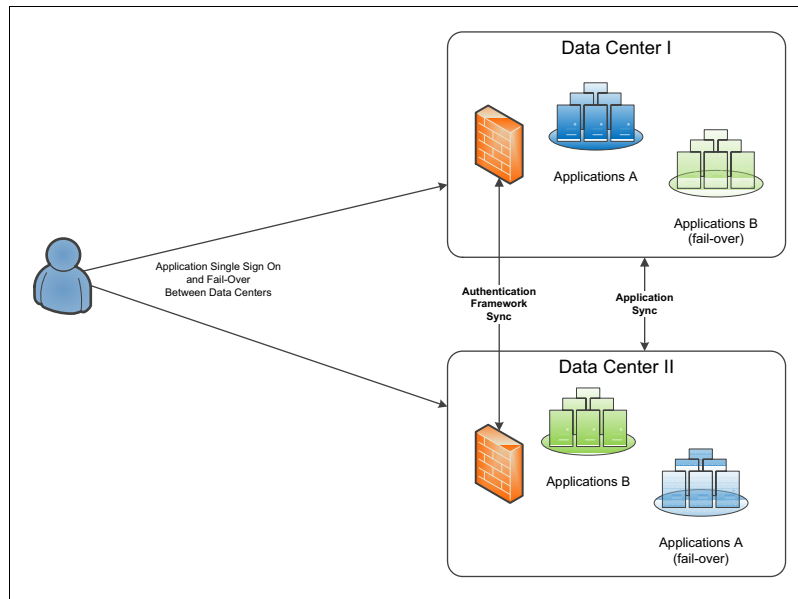 Data Center I
Applications A
Applications B
(fail-over)
Application Single Sign On
and Fail-Over
Between Data Centers
Authentication
Framework
Sync
Application
Sync
Data Center II
Applications B
Applications A
(fail-over)